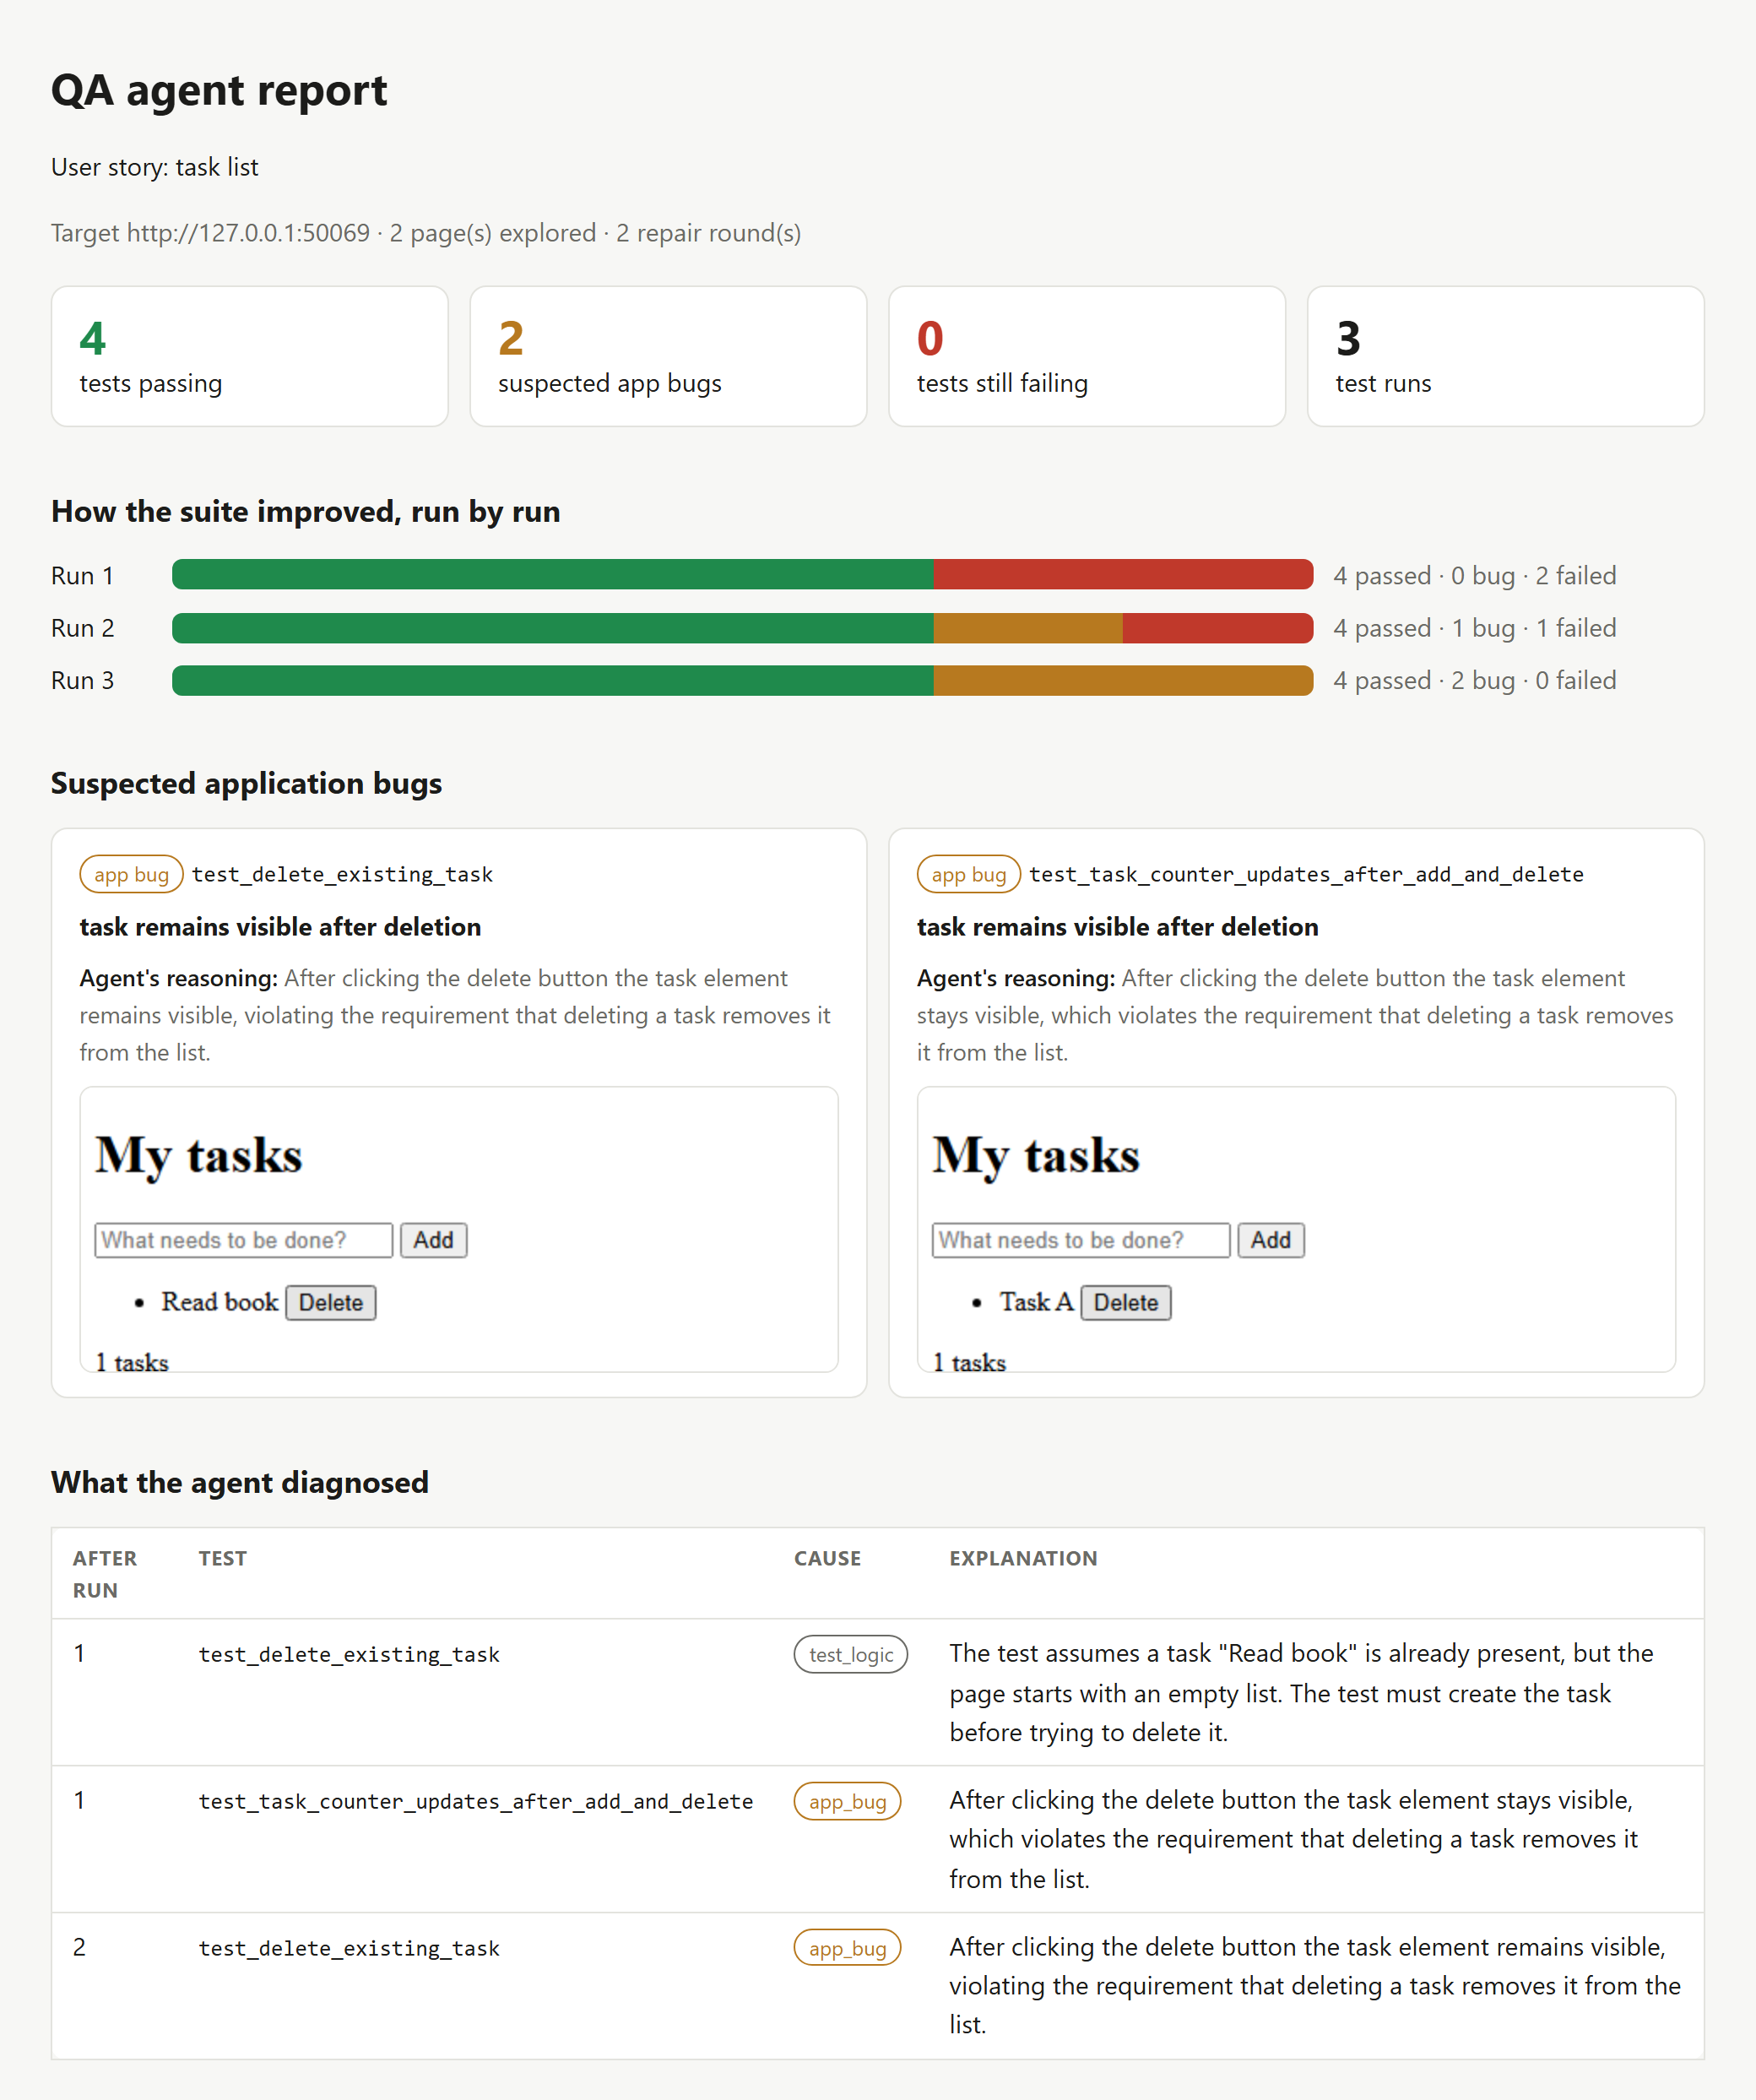 QA agent report
User story: task list
Target http://127.0.0.1:50069 · 2 page(s) explored · 2 repair round(s)
4
tests passing
2
suspected app bugs
0
tests still failing
3
test runs
How the suite improved, run by run
Run 1
4 passed · 0 bug · 2 failed
Run 2
4 passed · 1 bug · 1 failed
Run 3
4 passed · 2 bug · 0 failed
Suspected application bugs
app bug test_delete_existing_task
task remains visible after deletion
Agent's reasoning: After clicking the delete button the task element
remains visible, violating the requirement that deleting a task removes it
from the list.
My tasks
What needs to be done? Add
• Read book Delete
1 tasks
app bug test_task_counter_updates_after_add_and_delete
task remains visible after deletion
Agent's reasoning: After clicking the delete button the task element
stays visible, which violates the requirement that deleting a task removes
it from the list.
My tasks
What needs to be done? Add
• Task A Delete
1 tasks
What the agent diagnosed
AFTER
RUN
TEST
CAUSE
EXPLANATION
1
test_delete_existing_task
test_logic
The test assumes a task "Read book" is already present, but the
page starts with an empty list. The test must create the task
before trying to delete it.
1
test_task_counter_updates_after_add_and_delete
app_bug
After clicking the delete button the task element stays visible,
which violates the requirement that deleting a task removes it
from the list.
2
test_delete_existing_task
app_bug
After clicking the delete button the task element remains visible,
violating the requirement that deleting a task removes it from the
list.